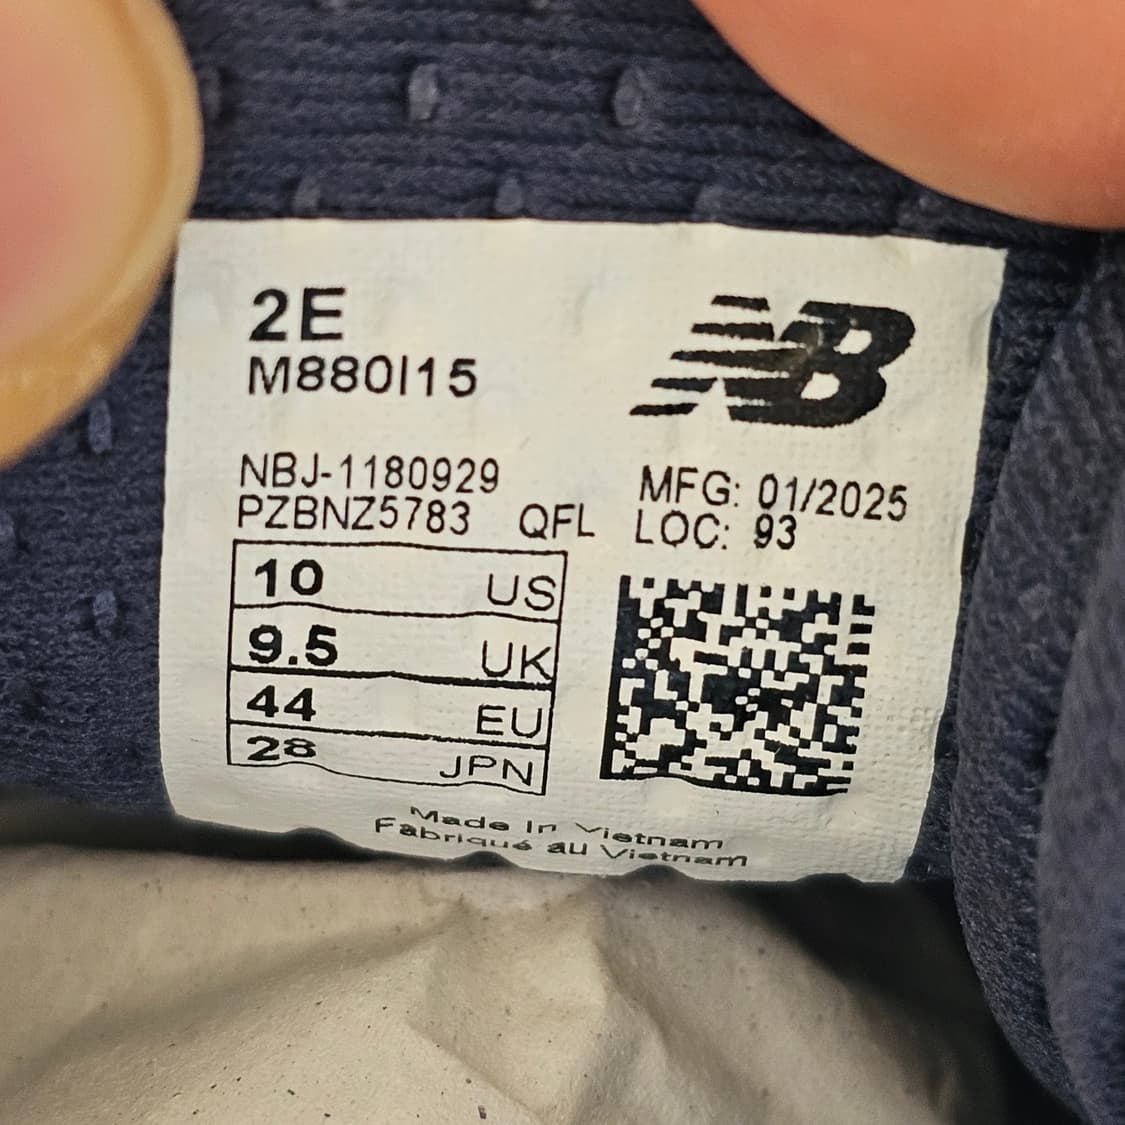 2E
M880I15
NB
NBJ-1180929
PZBNZ5783 QFL
MFG: 01/2025
LOC: 93
10 US
9.5 UK
44 EU
28 JPN
Made In Vietnam
Fabriqué au Vietnam